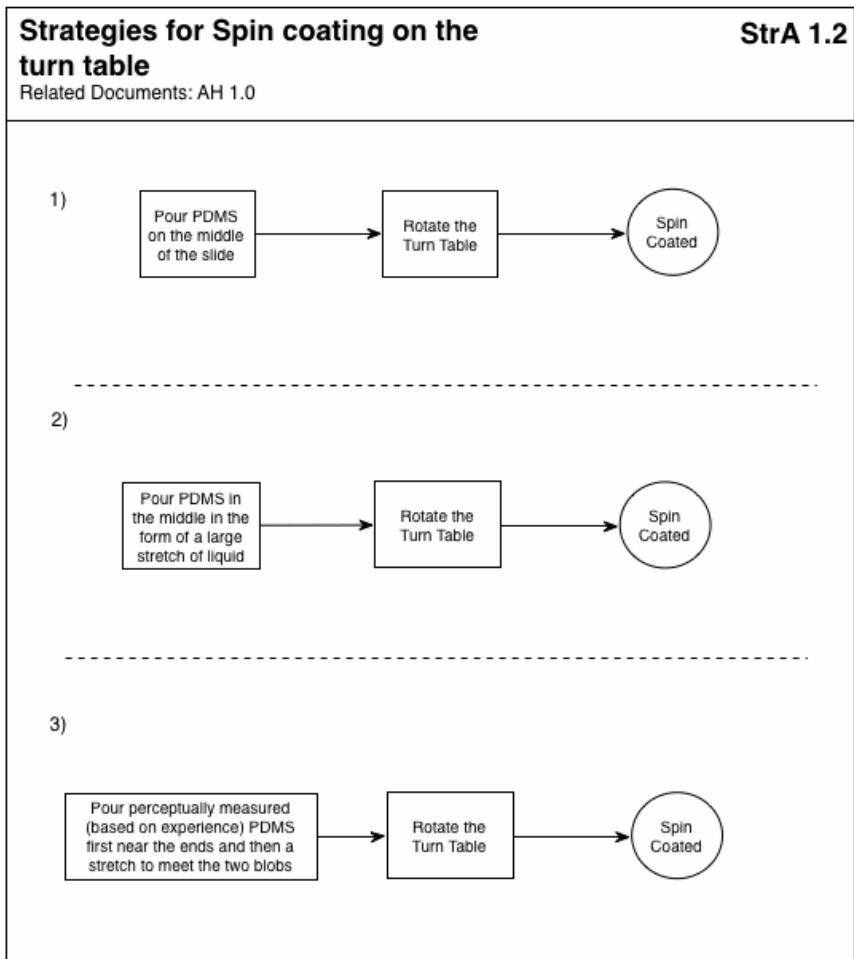 Strategies for Spin coating on the
turn table
StrA 1.2
Related Documents: AH 1.0
1)
Pour PDMS
on the middle
of the slide
Rotate the
Turn Table
Spin
Coated
2)
Pour PDMS in
the middle in the
form of a large
stretch of liquid
Rotate the
Turn Table
Spin
Coated
3)
Pour perceptually measured
(based on experience) PDMS
first near the ends and then a
stretch to meet the two blobs
Rotate the
Turn Table
Spin
Coated